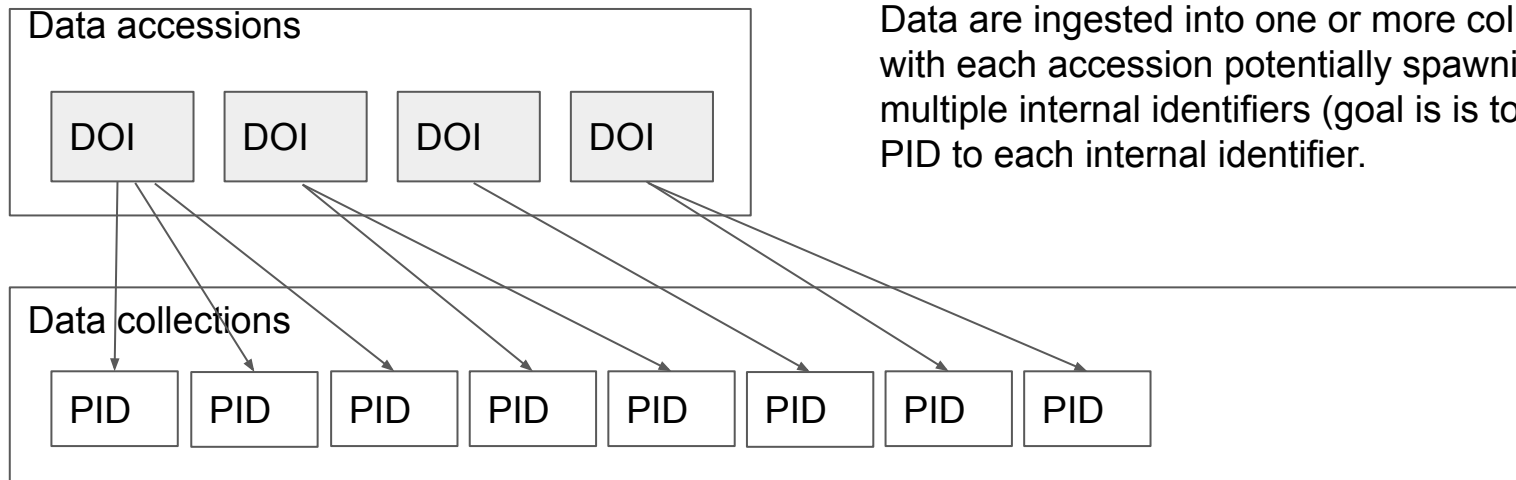 Data accessions
DOI DOI DOI DOI
Data are ingested into one or more col
with each accession potentially spawni
multiple internal identifiers (goal is is to
PID to each internal identifier.
Data collections
PID PID PID PID PID PID PID PID